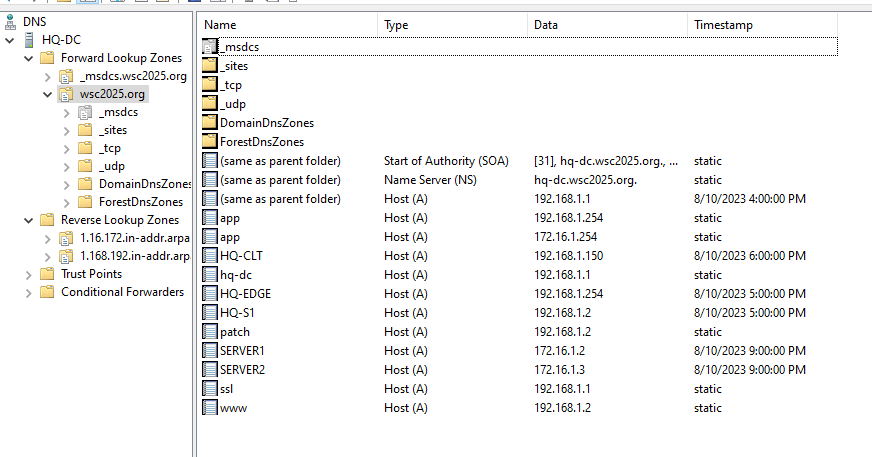 DNS
HQ-DC
Forward Lookup Zones
_msdcs.wsc2025.org
wsc2025.org
_msdcs
_sites
_tcp
_udp
DomainDnsZones
ForestDnsZones
Reverse Lookup Zones
1.16.172.in-addr.arpa
1.168.192.in-addr.arpa
Trust Points
Conditional Forwarders
Name Type Data Timestamp
_msdcs
_sites
_tcp
_udp
DomainDnsZones
ForestDnsZones
(same as parent folder) Start of Authority (SOA) [31], hq-dc.wsc2025.org., ... static
(same as parent folder) Name Server (NS) hq-dc.wsc2025.org. static
(same as parent folder) Host (A) 192.168.1.1 8/10/2023 4:00:00 PM
app Host (A) 192.168.1.254 static
app Host (A) 172.16.1.254 static
HQ-CLT Host (A) 192.168.1.150 8/10/2023 6:00:00 PM
hq-dc Host (A) 192.168.1.1 static
HQ-EDGE Host (A) 192.168.1.254 8/10/2023 5:00:00 PM
HQ-S1 Host (A) 192.168.1.2 8/10/2023 5:00:00 PM
patch Host (A) 192.168.1.2 static
SERVER1 Host (A) 172.16.1.2 8/10/2023 9:00:00 PM
SERVER2 Host (A) 172.16.1.3 8/10/2023 9:00:00 PM
ssl Host (A) 192.168.1.1 static
www Host (A) 192.168.1.2 static